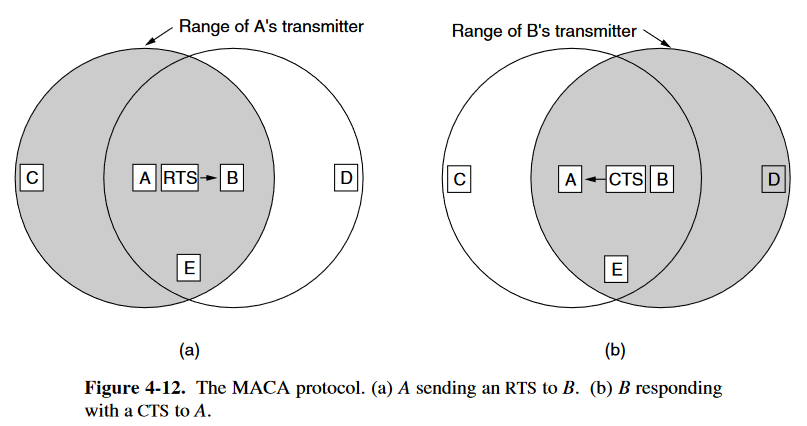 Range of A's transmitter
C
A
RTS
B
D
E
(a)
Range of B's transmitter
C
A
CTS
B
D
E
(b)
Figure 4-12. The MACA protocol. (a) A sending an RTS to B. (b) B responding
with a CTS to A.